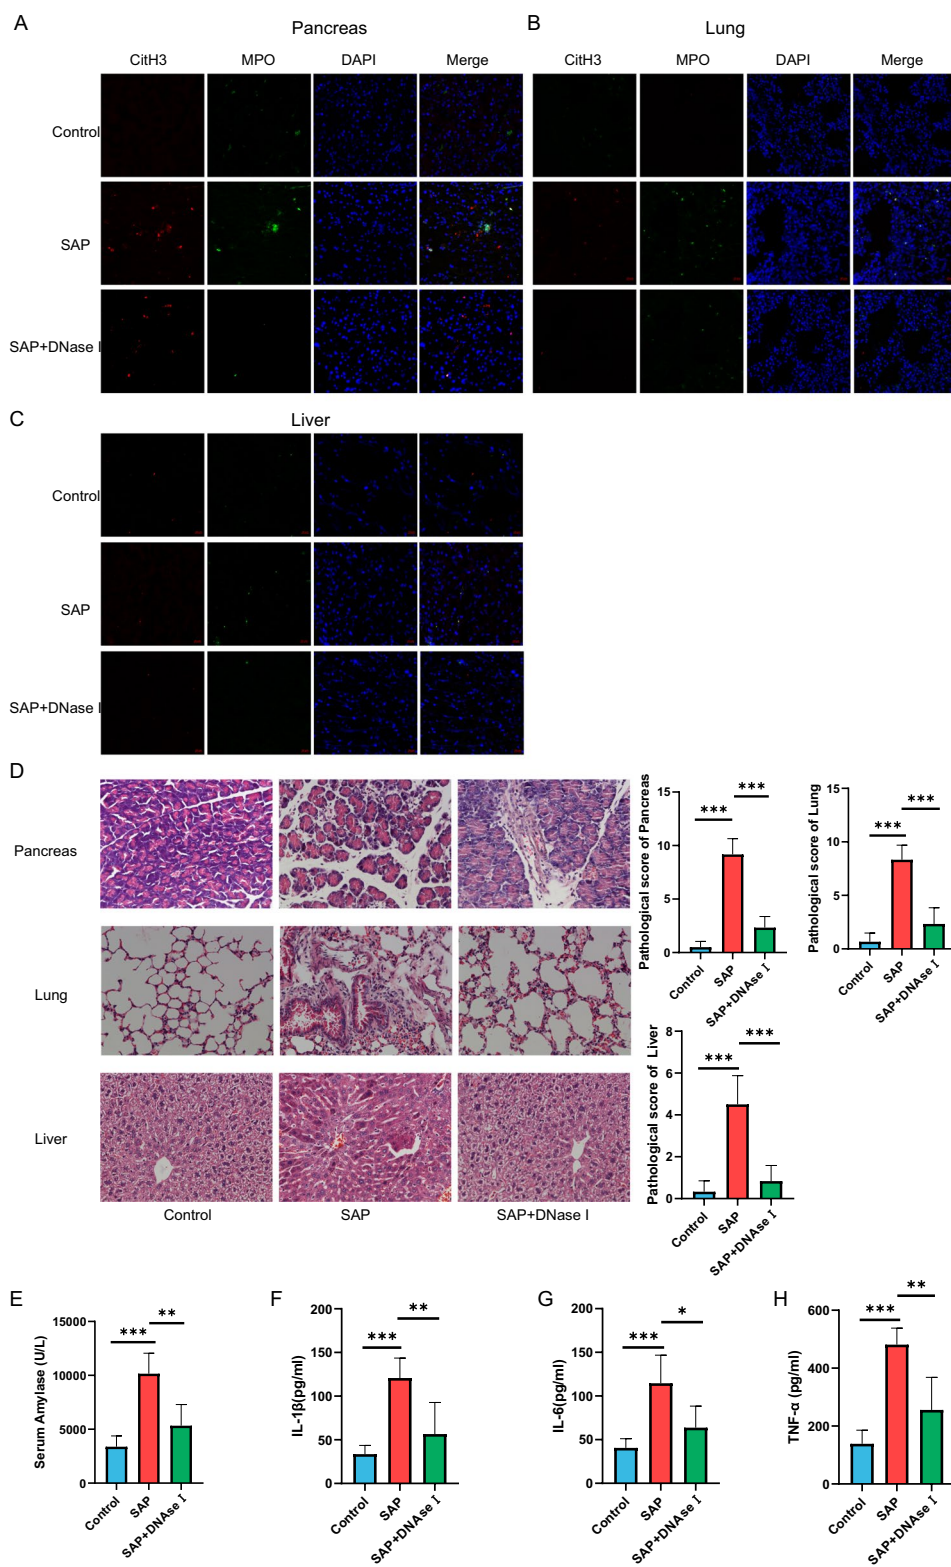 A
Pancreas
B
Lung
CitH3
MPO
DAPI
Merge
CitH3
MPO
DAPI
Merge
Control
SAP
SAP+DNase I
C
Liver
Control
SAP
SAP+DNase I
D
Pancreas
Lung
Liver
Control
SAP
SAP+DNase I
Pathological score of Pancreas
15
10
5
0
***
***
Control
SAP
SAP+DNAse I
Pathological score of Lung
15
10
5
0
***
***
Control
SAP
SAP+DNAse I
Pathological score of Liver
8
6
4
2
0
***
***
Control
SAP
SAP+DNAse I
E
Serum Amylase (U/L)
15000
10000
5000
0
***
**
Control
SAP
SAP+DNAse I
F
IL-1β(pg/ml)
200
150
100
50
0
***
**
Control
SAP
SAP+DNAse I
G
IL-6(pg/ml)
200
150
100
50
0
***
*
Control
SAP
SAP+DNAse I
H
TNF-α (pg/ml)
600
400
200
0
***
**
Control
SAP
SAP+DNAse I